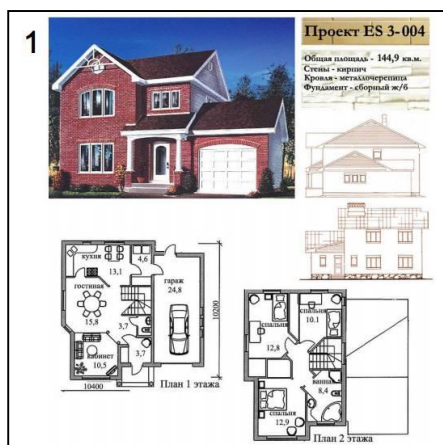 1
Проект ES 3-004
Общая площадь - 144,9 кв.м.
Стены - кирпич
Кровля - металлочерепица
Фундамент - сборный ж/б
кухня
13,1
4,6
гараж
24,8
гостиная
15,8
3,7
3,7
кабинет
10,5
10200
10400
План 1 этажа
спальня
12,8
спальня
10.1
ванная
8,4
спальня
12,9
План 2 этажа